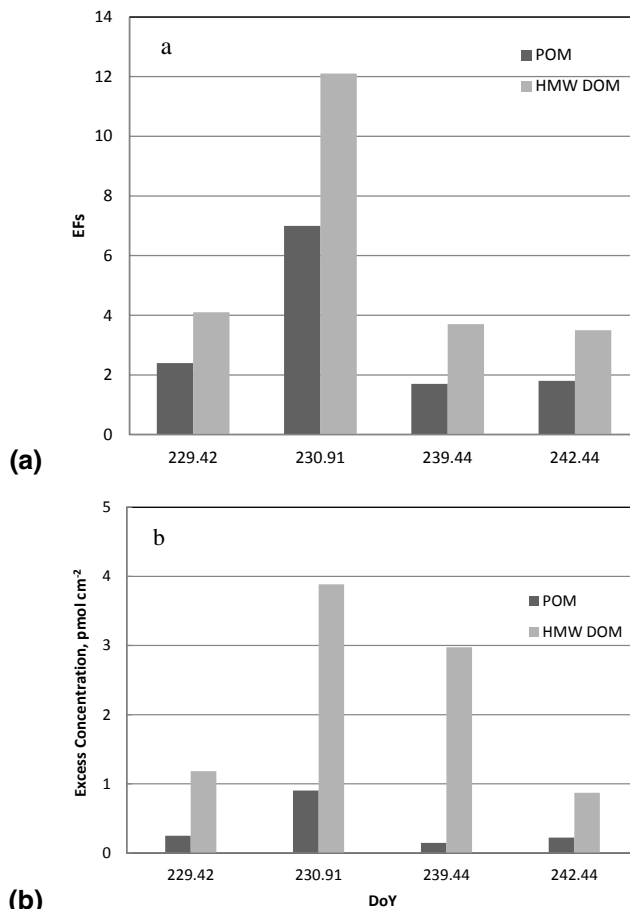 14
a
POM
12
HMW DOM
10
8
EFs
6
4
2
0
(a)
229.42 230.91 239.44 242.44
5
b
4
POM
HMW DOM
3
Excess Concentration, pmol cm⁻²
2
1
0
229.42 230.91 239.44 242.44
(b)
DoY